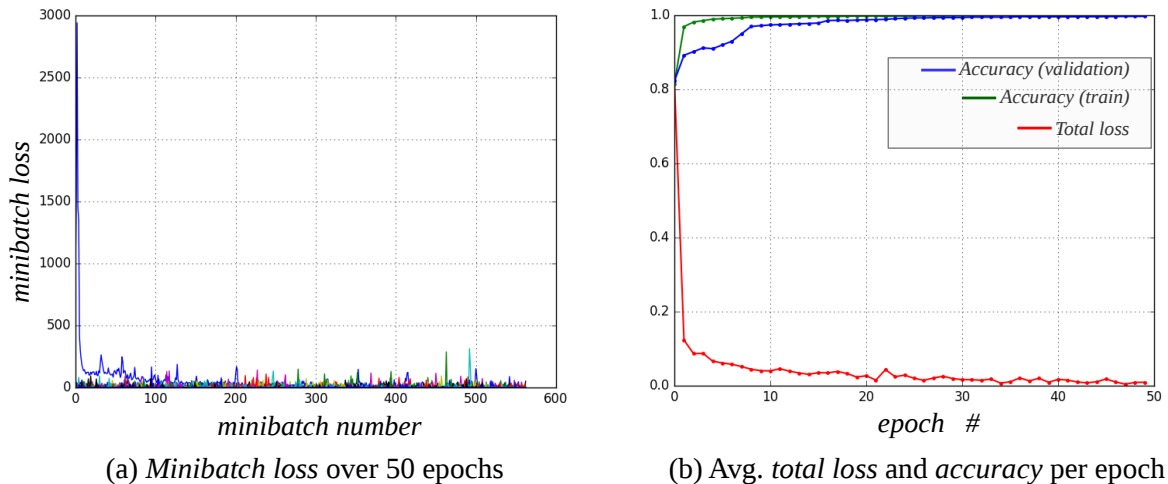 3000
2500
2000
1500
1000
500
0
minibatch loss
0 100 200 300 400 500 600
minibatch number
(a) Minibatch loss over 50 epochs
1.0
0.8
0.6
0.4
0.2
0.0
Accuracy (validation)
Accuracy (train)
Total loss
0 10 20 30 40 50
epoch #
(b) Avg. total loss and accuracy per epoch